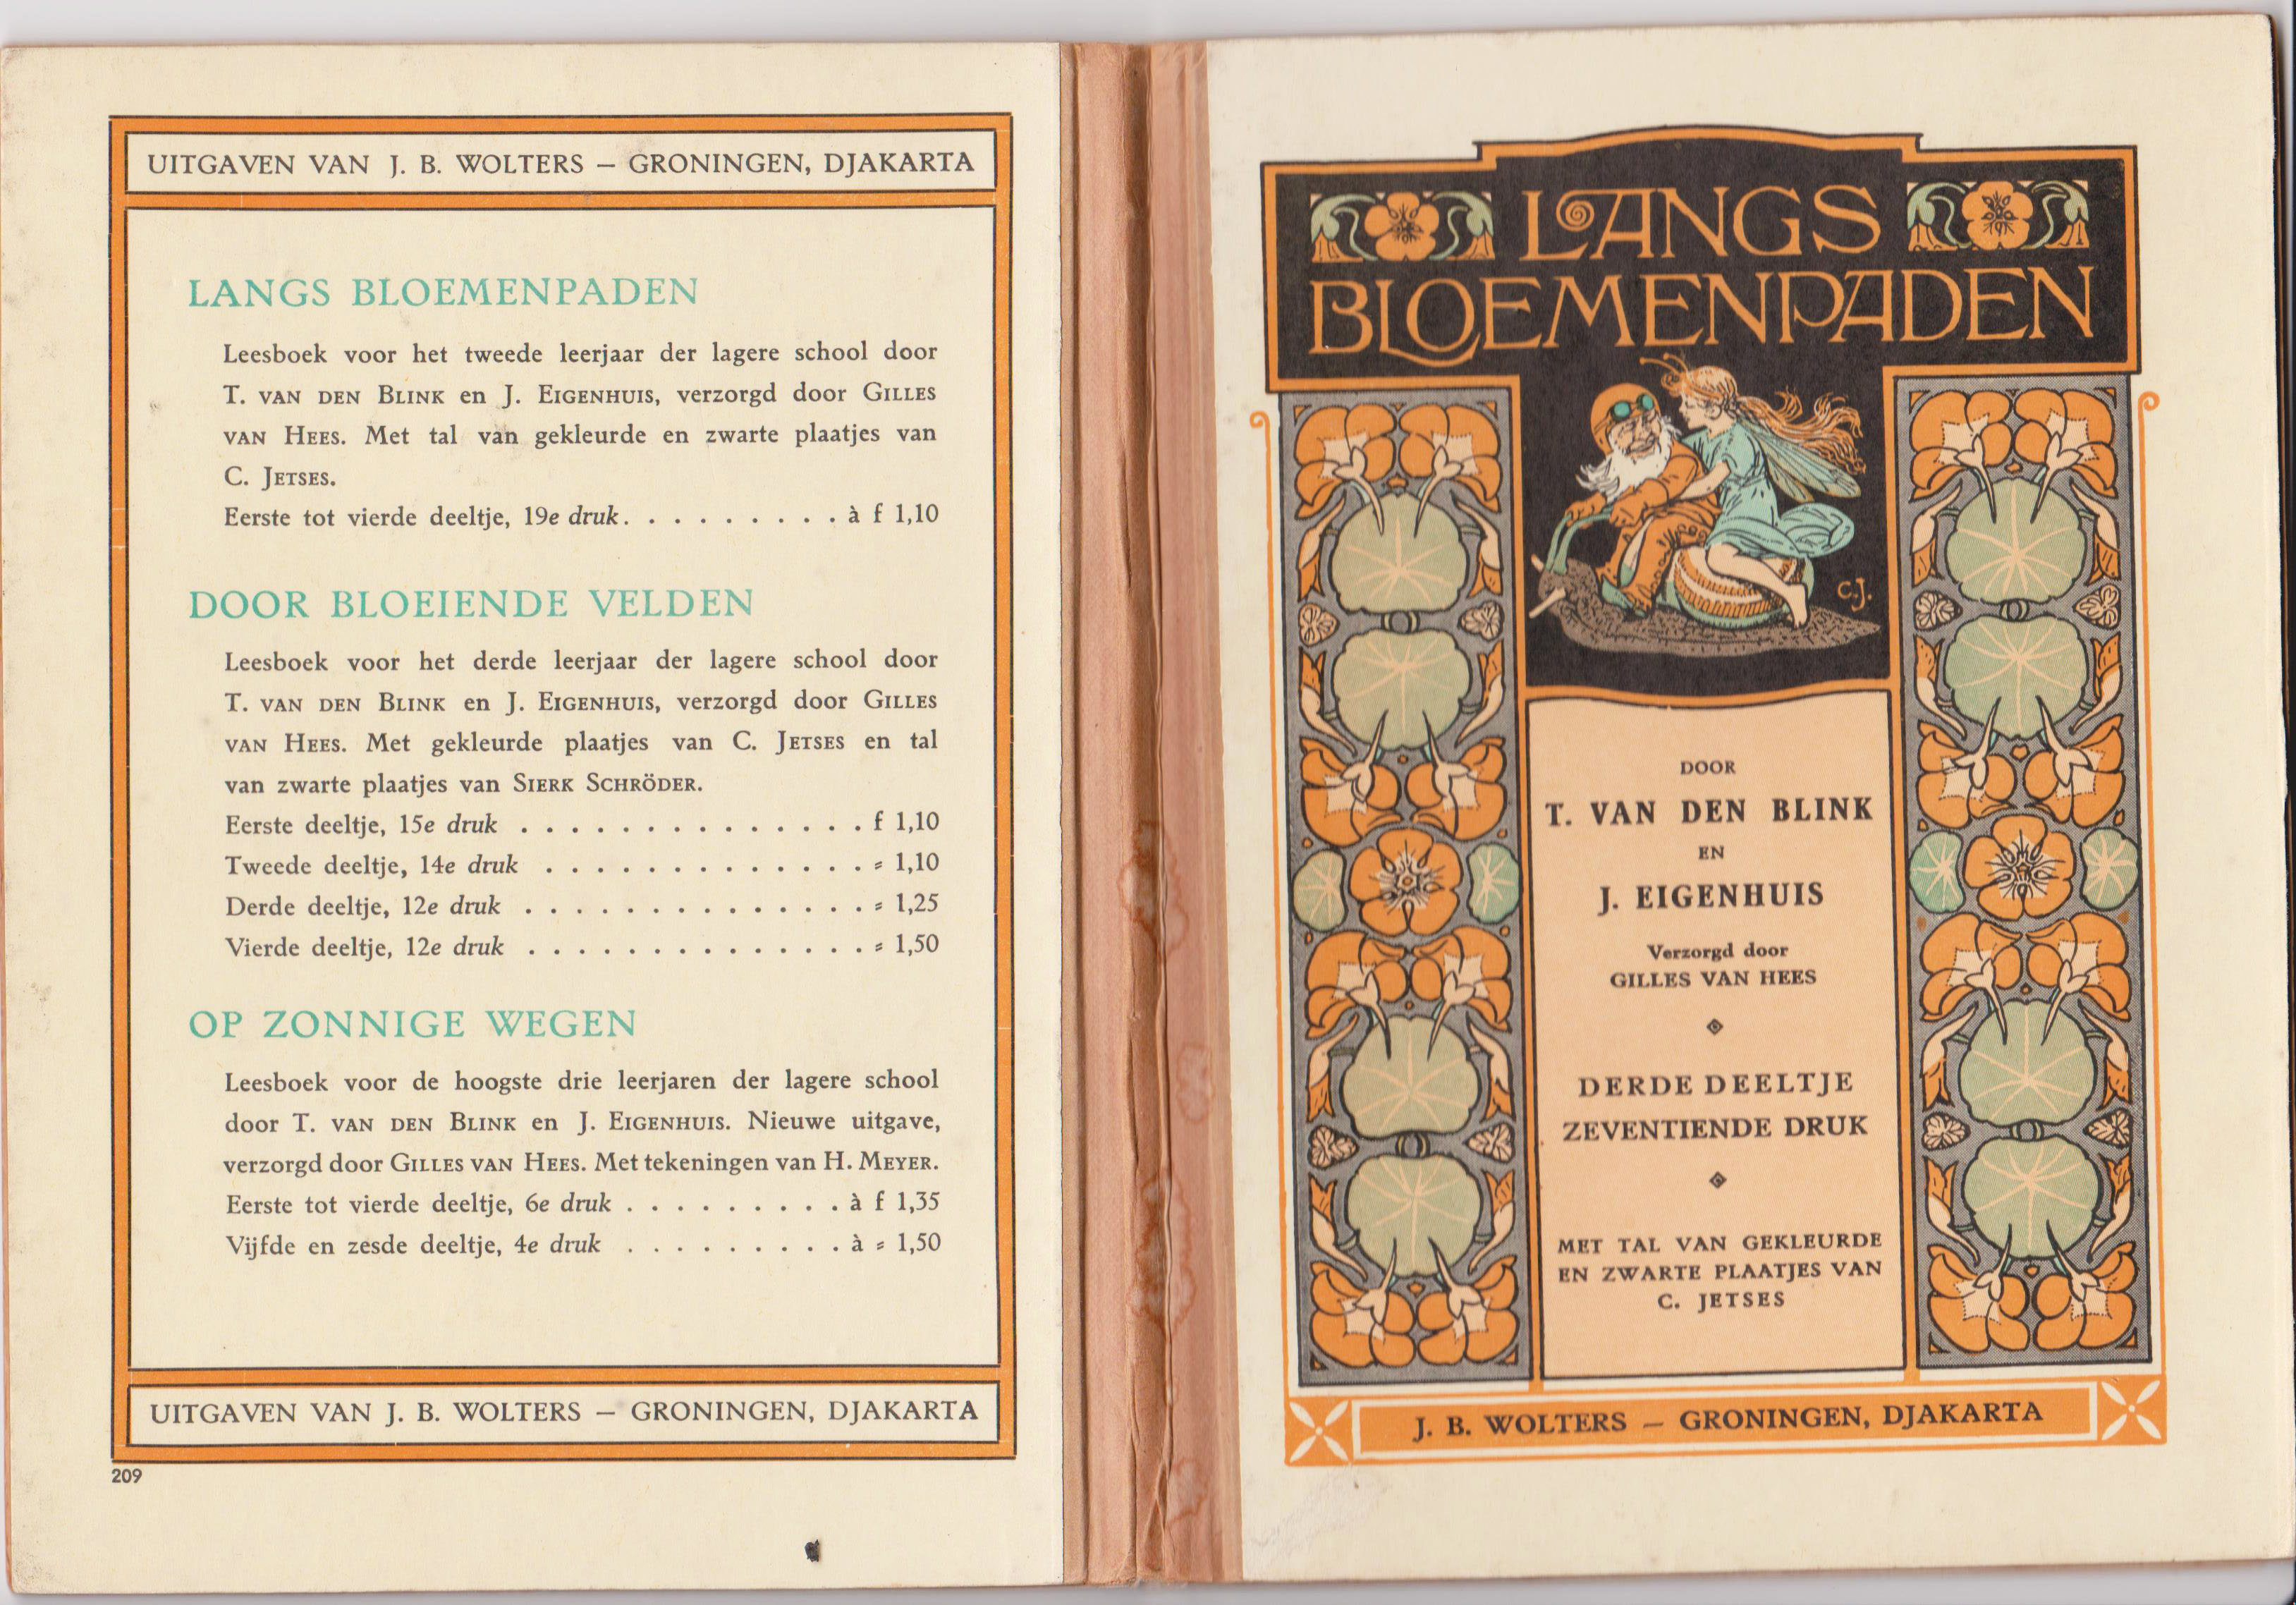 UITGAVEN VAN J. B. WOLTERS – GRONINGEN, DJAKARTA
LANGS BLOEMENPADEN
Leesboek voor het tweede leerjaar der lagere school door
T. VAN DEN BLINK en J. EIGENHUIS, verzorgd door GILLES
VAN HEES. Met tal van gekleurde en zwarte plaatjes van
C. JETSES.
Eerste tot vierde deeltje, 19e druk. . . . . . . . . . à f 1,10
DOOR BLOEIENDE VELDEN
Leesboek voor het derde leerjaar der lagere school door
T. VAN DEN BLINK en J. EIGENHUIS, verzorgd door GILLES
VAN HEES. Met gekleurde plaatjes van C. JETSES en tal
van zwarte plaatjes van SIERK SCHRÖDER.
Eerste deeltje, 15e druk . . . . . . . . . . . . . . f 1,10
Tweede deeltje, 14e druk . . . . . . . . . . . . . = 1,10
Derde deeltje, 12e druk . . . . . . . . . . . . . . = 1,25
Vierde deeltje, 12e druk . . . . . . . . . . . . . . = 1,50
OP ZONNIGE WEGEN
Leesboek voor de hoogste drie leerjaren der lagere school
door T. VAN DEN BLINK en J. EIGENHUIS. Nieuwe uitgave,
verzorgd door GILLES VAN HEES. Met tekeningen van H. MEYER.
Eerste tot vierde deeltje, 6e druk . . . . . . . . . à f 1,35
Vijfde en zesde deeltje, 4e druk . . . . . . . . . à = 1,50
UITGAVEN VAN J. B. WOLTERS – GRONINGEN, DJAKARTA
209
LANGS
BLOEMENPADEN
C.J.
DOOR
T. VAN DEN BLINK
EN
J. EIGENHUIS
Verzorgd door
GILLES VAN HEES
DERDE DEELTJE
ZEVENTIENDE DRUK
MET TAL VAN GEKLEURDE
EN ZWARTE PLAATJES VAN
C. JETSES
J. B. WOLTERS – GRONINGEN, DJAKARTA